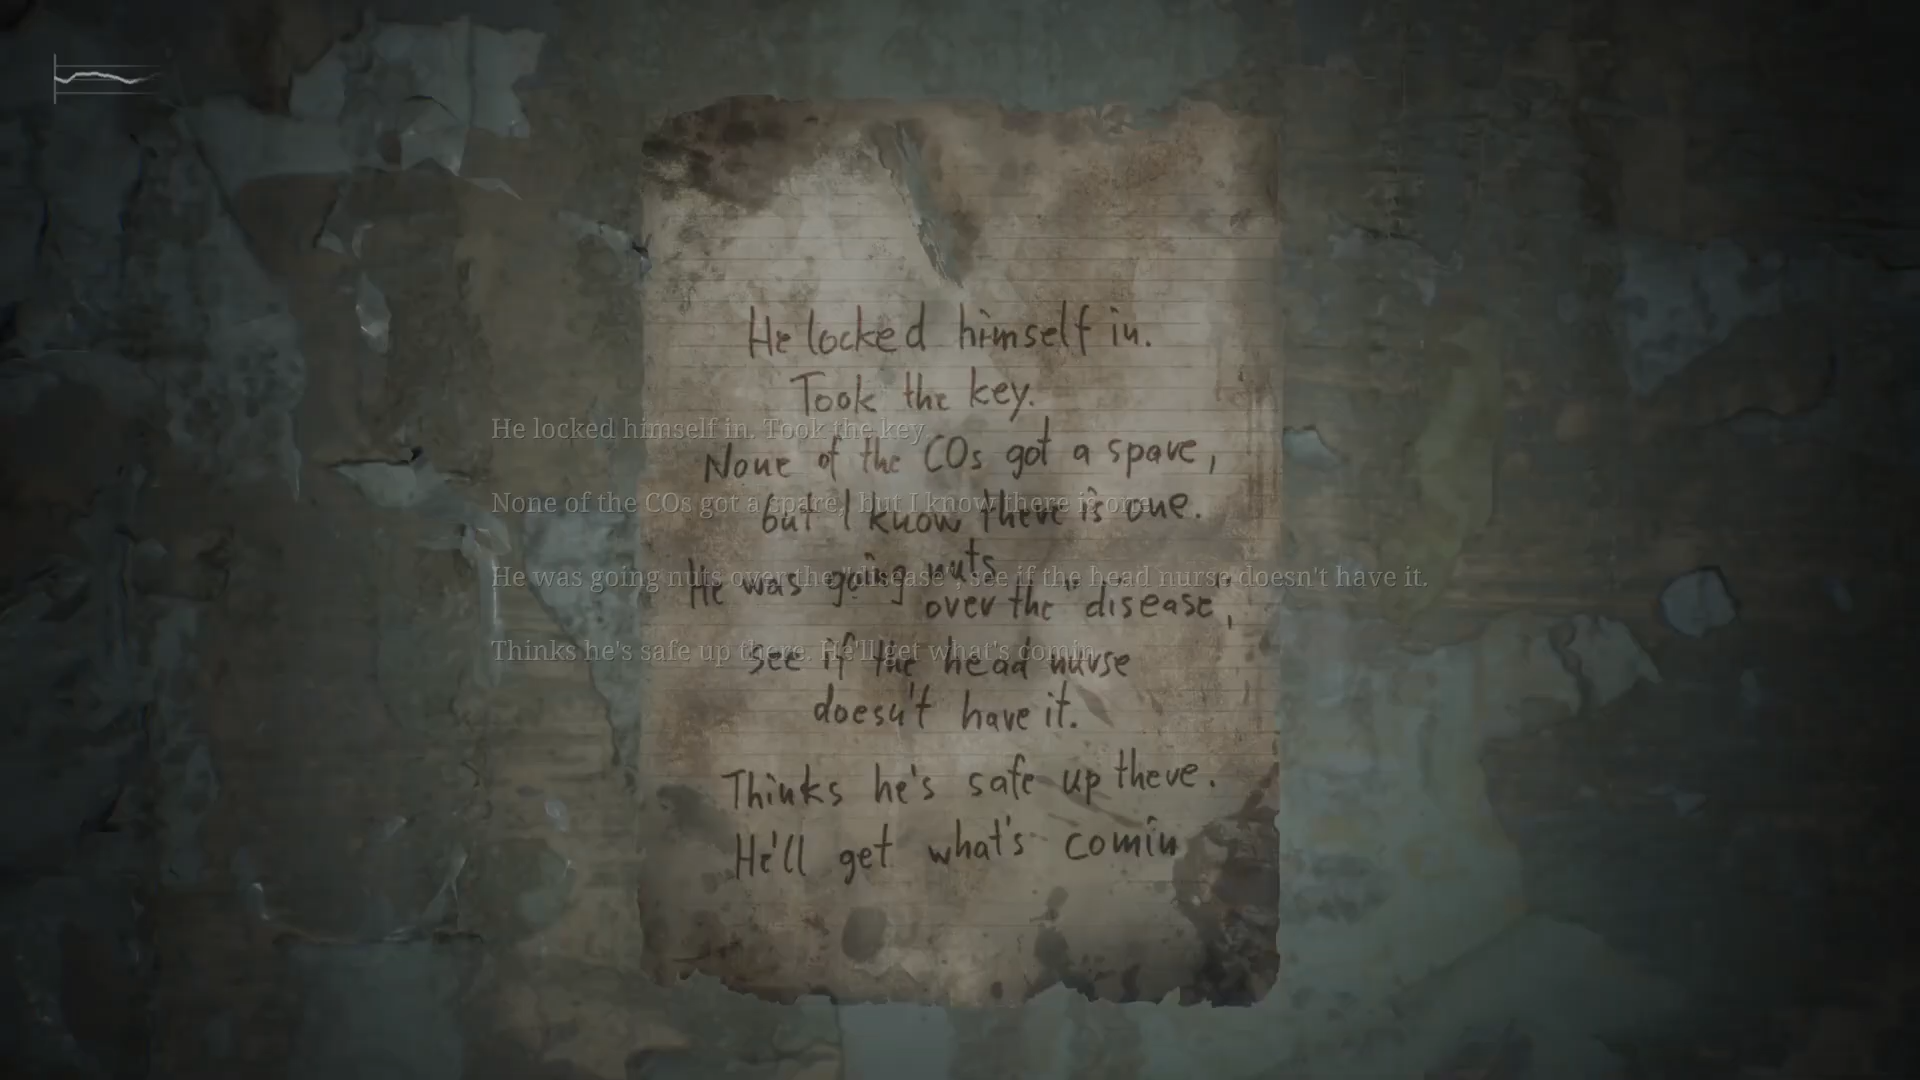 He locked himself in.
Took the key.
None of the COs got a spare,
but I know there is one.
He was going nuts
over the "disease",
see if the head nurse
doesn't have it.
Thinks he's safe up there.
He'll get what's comin
He locked himself in. Took the key.
None of the COs got a spare, but I know there is one.
He was going nuts over the "disease", see if the head nurse doesn't have it.
Thinks he's safe up there. He'll get what's comin